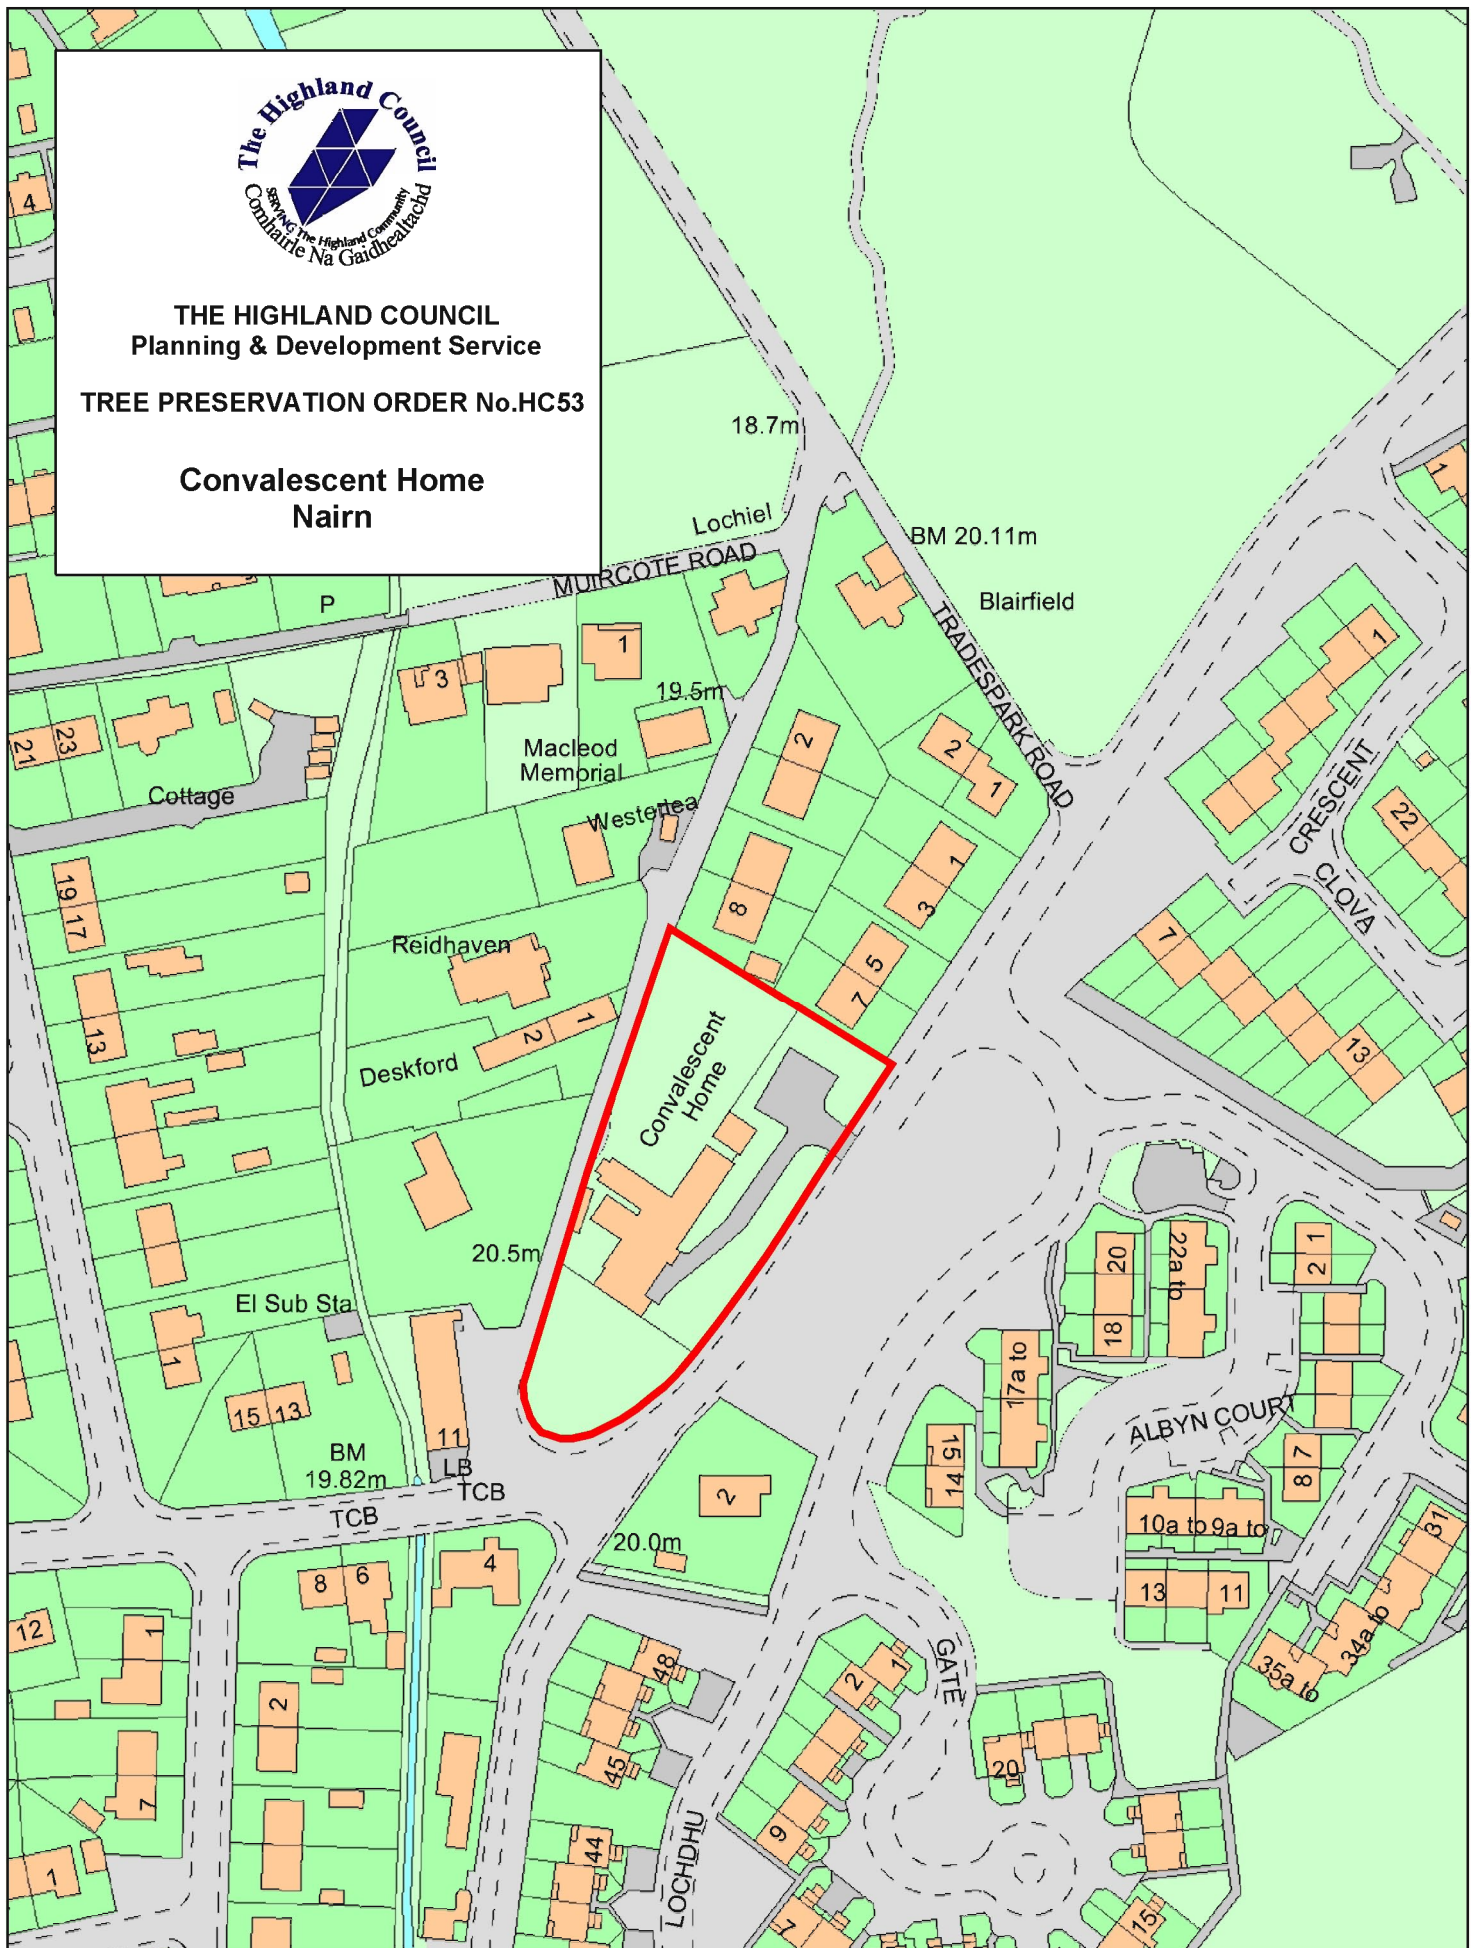 The Highland Council
SERVING The Highland Community
Comhairle Na Gaidhealtachd
THE HIGHLAND COUNCIL
Planning & Development Service
TREE PRESERVATION ORDER No.HC53
Convalescent Home
Nairn
4
18.7m
Lochiel
MUIRCOTE ROAD
BM 20.11m
Blairfield
TRADESPARK ROAD
P
1
3
1
1
19.5m
21
23
Macleod
Memorial
2
2
1
Cottage
Westerlea
CRESCENT
22
CLOVA
19
17
8
1
3
7
Reidhaven
5
7
13
1
2
Deskford
Convalescent
Home
13
20.5m
20
18
22a to
1
2
El Sub Sta
1
17a to
15
13
11
BM
19.82m
LB
TCB
TCB
15
14
ALBYN COURT
7
8
2
20.0m
10a to
9a to
31
8
6
4
13
11
12
1
34a to
35a to
48
2
1
GATE
2
45
20
7
9
44
LOCHDHU
1
7
15